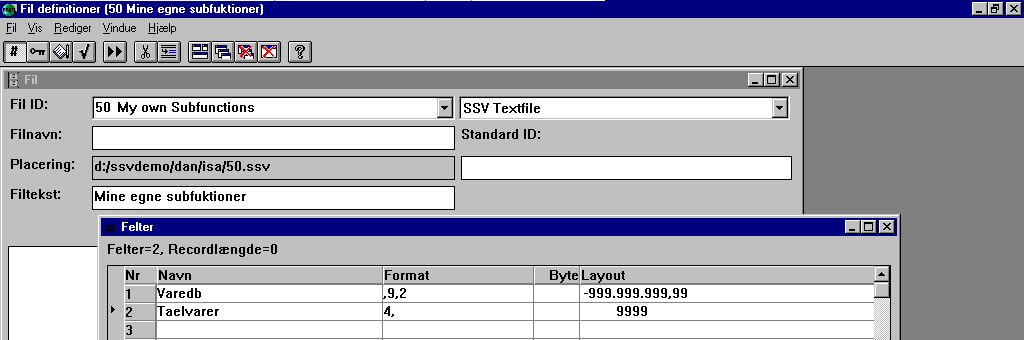 Fil definitioner (50 Mine egne subfuktioner)
Fil Vis Rediger Vindue Hjælp
# ?
Fil
Fil ID: 50 My own Subfunctions SSV Textfile
Filnavn: Standard ID:
Placering: d:/ssvdemo/dan/isa/50.ssv
Filtekst: Mine egne subfuktioner
# Felter
Felter=2, Recordlængde=0
Nr Navn Format Byte Layout
1 Varedb ,9,2 -999.999.999,99
2 Taelvarer 4, 9999
3